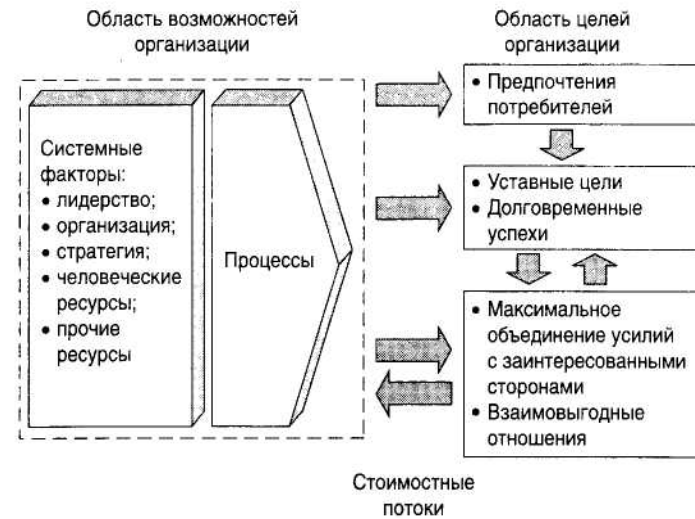 Область возможностей
организации
Область целей
организации
Системные
факторы:
• лидерство;
• организация;
• стратегия;
• человеческие
ресурсы;
• прочие
ресурсы
Процессы
• Предпочтения
потребителей
• Уставные цели
• Долговременные
успехи
• Максимальное
объединение усилий
с заинтересованными
сторонами
• Взаимовыгодные
отношения
Стоимостные
потоки